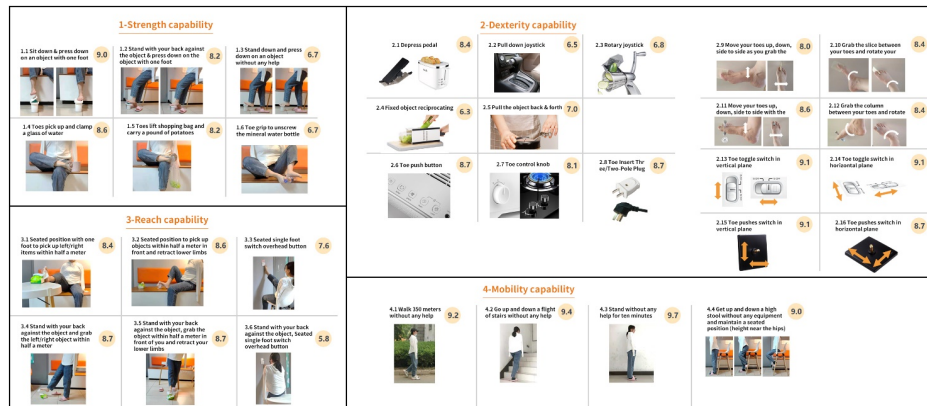 1-Strength capability
1.1 Sit down & press down
on an object with one foot
9.0
1.2 Stand with your back against
the object & press down on the
object with one foot
8.2
1.3 Stand down and press
down on an object
without any help
6.7
1.4 Toes pick up and clamp
a glass of water
8.6
1.5 Toes lift shopping bag and
carry a pound of potatoes
8.2
1.6 Toe grip to unscrew
the mineral water bottle
6.7
2-Dexterity capability
2.1 Depress pedal
8.4
2.2 Pull-down joystick
6.5
2.3 Rotary joystick
6.8
2.4 Fixed object reciprocating
6.3
2.5 Pull the object back & forth
7.0
2.6 Toe push button
8.7
2.7 Toe control knob
8.1
2.8 Toe Insert Thr
ee/Two-Pole Plug
8.7
2.9 Move your toes up, down,
side to side as you grab the
8.0
2.10 Grab the slice between
your toes and rotate your
8.4
2.11 Move your toes up,
down, side to side with the
8.6
2.12 Grab the column
between your toes and rotate
8.4
2.13 Toe toggle switch in
vertical plane
9.1
2.14 Toe toggle switch in
horizontal plane
9.1
2.15 Toe pushes switch in
vertical plane
9.1
2.16 Toe pushes switch in
horizontal plane
8.7
3-Reach capability
3.1 Seated position with one
foot to pick up left/right
items within half a meter
8.4
3.2 Seated position to pick up
objects within half a meter in
front and retract lower limbs
8.6
3.3 Seated single foot
switch overhead button
7.6
3.4 Stand with your back
against the object and grab
the left/right object within
half a meter
8.7
3.5 Stand with your back
against the object, grab the
object within half a meter in
front of you and retract your
lower limbs
8.7
3.6 Stand with your back
against the object, Seated
single foot switch
overhead button
5.8
4-Mobility capability
4.1 Walk 350 meters
without any help
9.2
4.2 Go up and down a flight
of stairs without any help
9.4
4.3 Stand without any
help for ten minutes
9.7
4.4 Get up and down a high
stool without any equipment
and maintain a seated
position (height near the hips)
9.0